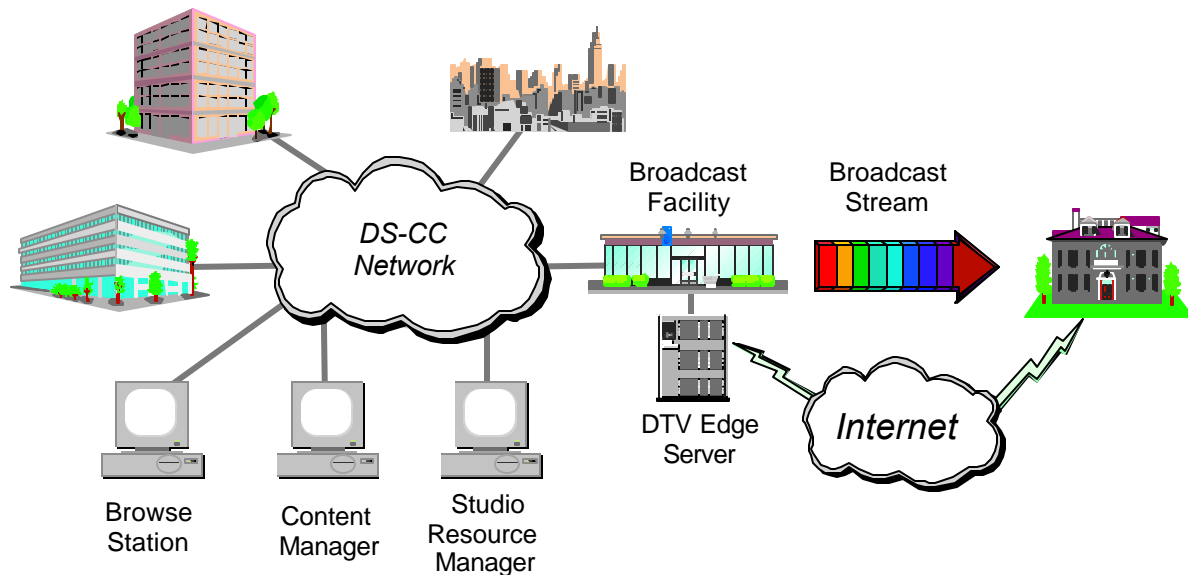 Broadcast
Facility
Broadcast
Stream
DS-CC
Network
DTV Edge
Server
Internet
Browse
Station
Content
Manager
Studio
Resource
Manager